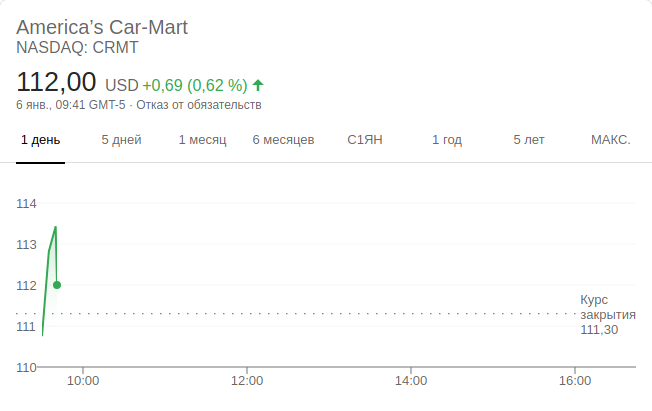 America’s Car-Mart
NASDAQ: CRMT
112,00 USD +0,69 (0,62 %)
6 янв., 09:41 GMT-5 · Отказ от обязательств
1 день 5 дней 1 месяц 6 месяцев С1ЯН 1 год 5 лет МАКС.
114
113
112
Курс
закрытия
111,30
111
110
10:00 12:00 14:00 16:00